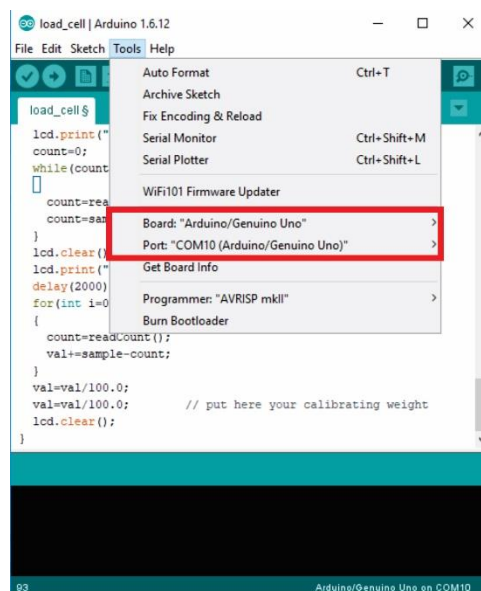 load_cell | Arduino 1.6.12
File Edit Sketch Tools Help
Auto Format Ctrl+T
Archive Sketch
load_cell §
Fix Encoding & Reload
lcd.print("
Serial Monitor Ctrl+Shift+M
count=0;
Serial Plotter Ctrl+Shift+L
while(count
WiFi101 Firmware Updater
count=rea
count=sam
Board: "Arduino/Genuino Uno"
}
Port: "COM10 (Arduino/Genuino Uno)"
lcd.clear()
Get Board Info
lcd.print("
delay(2000)
Programmer: "AVRISP mkII"
for(int i=0
Burn Bootloader
{
count=readCount();
val+=sample-count;
}
val=val/100.0;
val=val/100.0; // put here your calibrating weight
lcd.clear();
}
93 Arduino/Genuino Uno on COM10